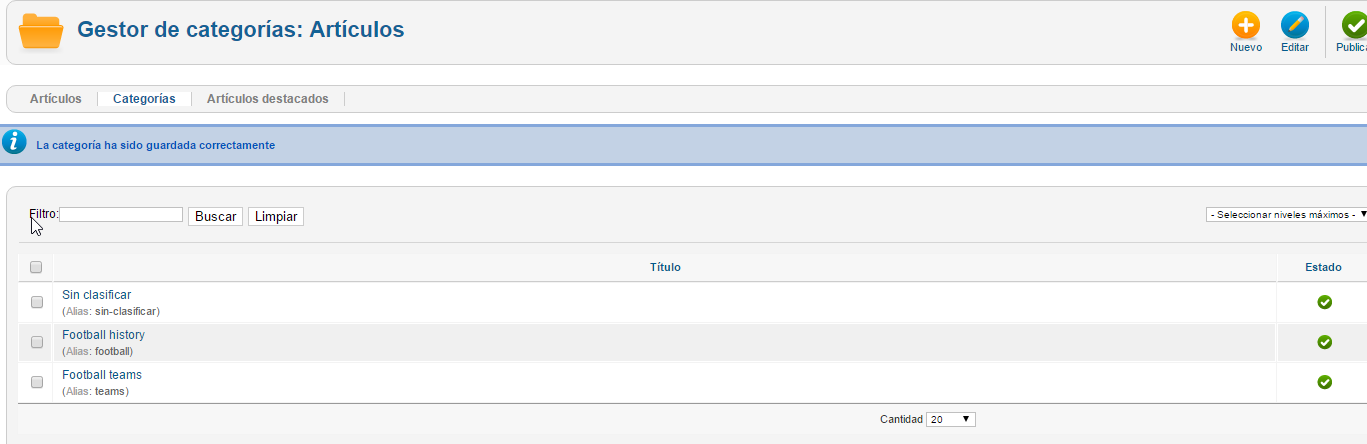 Gestor de categorías: Artículos
Nuevo Editar
Artículos Categorías Artículos destacados
La categoría ha sido guardada correctamente
Filtro: Buscar Limpiar - Seleccionar niveles máximos -
Título Estado
Sin clasificar
(Alias: sin-clasificar)
Football history
(Alias: football)
Football teams
(Alias: teams)
Cantidad 20